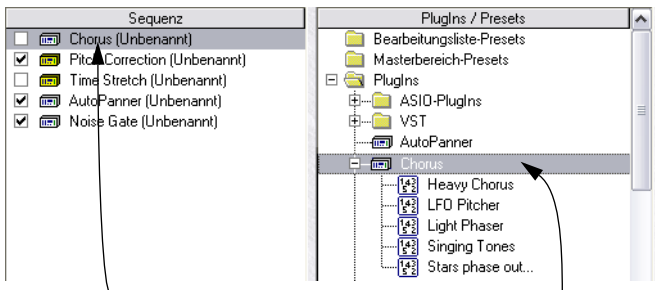 Sequenz
Chorus (Unbenannt)
Pitch Correction (Unbenannt)
Time Stretch (Unbenannt)
AutoPanner (Unbenannt)
Noise Gate (Unbenannt)
PlugIns / Presets
Bearbeitungsliste-Presets
Masterbereich-Presets
PlugIns
ASIO-PlugIns
VST
AutoPanner
Chorus
Heavy Chorus
LFO Pitcher
Light Phaser
Singing Tones
Stars phase out...